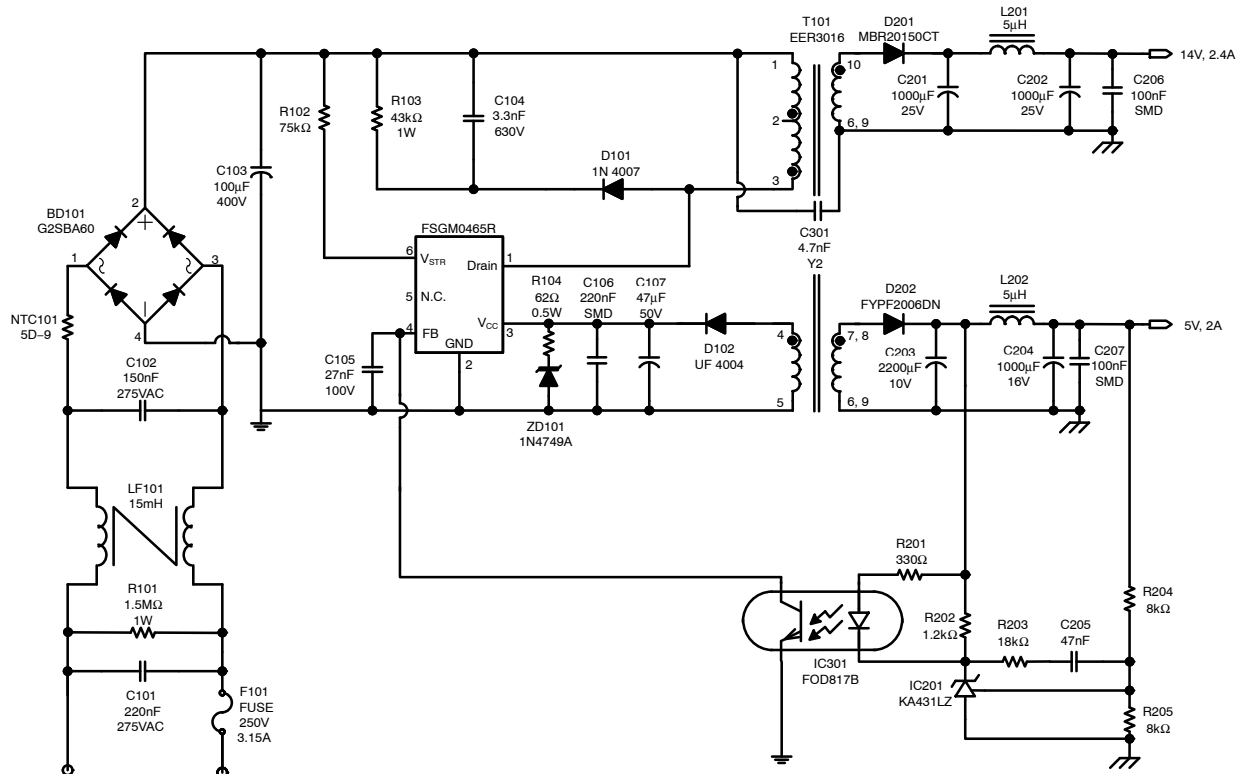 T101
EER3016
D201
MBR20150CT
L201
5μH
1
10
14V, 2.4A
C201
1000μF
25V
C202
1000μF
25V
C206
100nF
SMD
R102
75kΩ
R103
43kΩ
1W
C104
3.3nF
630V
2
6, 9
D101
1N 4007
3
C103
100μF
400V
BD101
G2SBA60
2
1
3
4
C301
4.7nF
Y2
FSGM0465R
6
VSTR
Drain
1
5
N.C.
4
FB
VCC
3
GND
2
R104
62Ω
0.5W
C106
220nF
SMD
C107
47μF
50V
D202
FYPF2006DN
L202
5μH
4
7, 8
5V, 2A
NTC101
5D-9
D102
UF 4004
C203
2200μF
10V
C204
1000μF
16V
C207
100nF
SMD
C105
27nF
100V
C102
150nF
275VAC
5
6, 9
ZD101
1N4749A
LF101
15mH
R201
330Ω
R101
1.5MΩ
1W
R202
1.2kΩ
R203
18kΩ
C205
47nF
R204
8kΩ
IC301
FOD817B
IC201
KA431LZ
R205
8kΩ
C101
220nF
275VAC
F101
FUSE
250V
3.15A